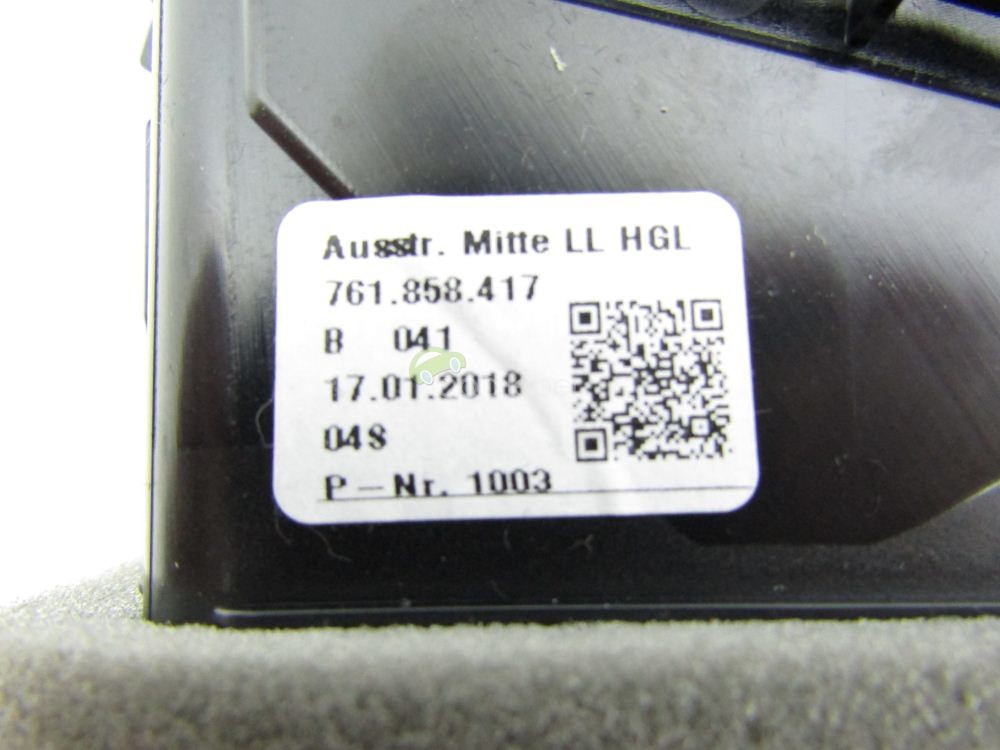 Ausstr. Mitte LL HGL
761.858.417
B 041
17.01.2018
048
P-Nr. 1003